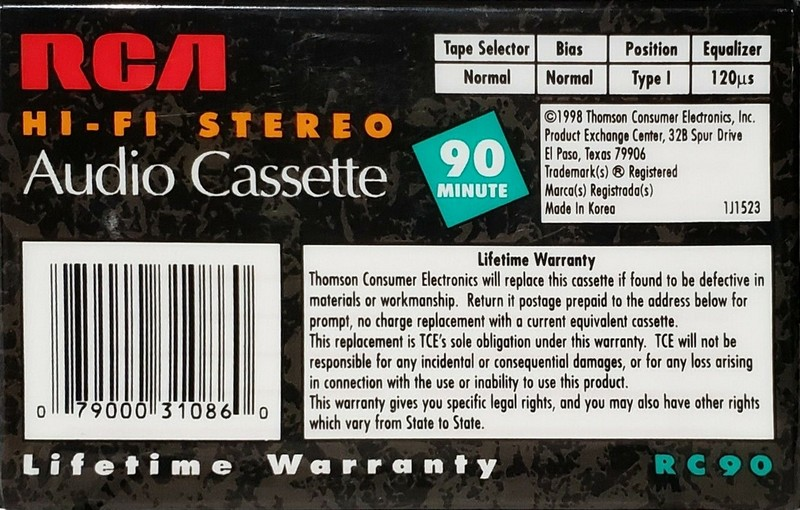 RCA
HI-FI STEREO
Audio Cassette
90
MINUTE
Tape Selector Bias Position Equalizer
Normal Normal Type I 120µs
©1998 Thomson Consumer Electronics, Inc.
Product Exchange Center, 32B Spur Drive
El Paso, Texas 79906
Trademark(s) ® Registered
Marca(s) Registrada(s)
Made In Korea 1J1523
0 79000 31086 0
Lifetime Warranty
Thomson Consumer Electronics will replace this cassette if found to be defective in
materials or workmanship. Return it postage prepaid to the address below for
prompt, no charge replacement with a current equivalent cassette.
This replacement is TCE's sole obligation under this warranty. TCE will not be
responsible for any incidental or consequential damages, or for any loss arising
in connection with the use or inability to use this product.
This warranty gives you specific legal rights, and you may also have other rights
which vary from State to State.
Lifetime Warranty RC90